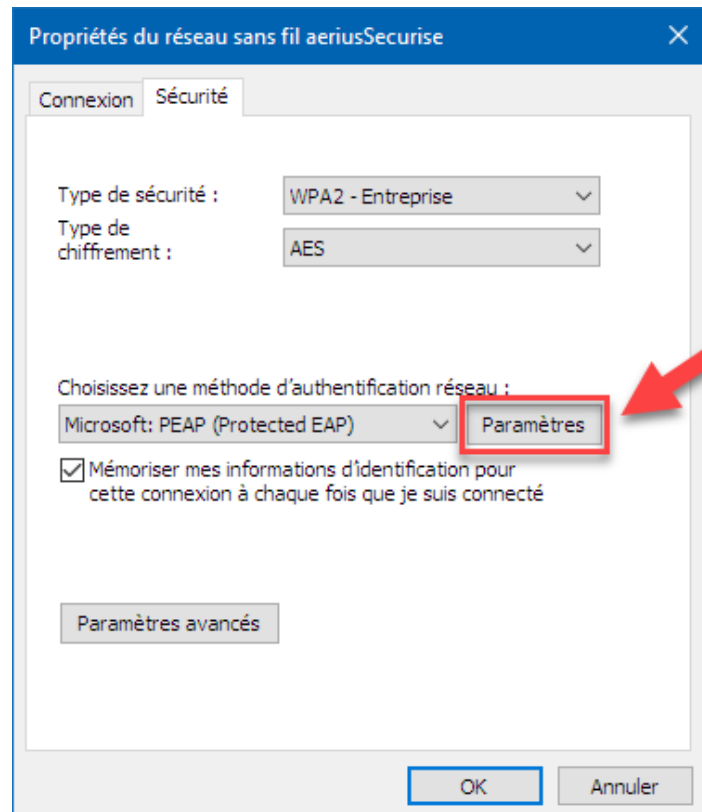 Propriétés du réseau sans fil aeriusSecurise
Connexion
Sécurité
Type de sécurité :
WPA2 - Entreprise
Type de
chiffrement :
AES
Choisissez une méthode d'authentification réseau :
Microsoft: PEAP (Protected EAP)
Paramètres
Mémoriser mes informations d'identification pour
cette connexion à chaque fois que je suis connecté
Paramètres avancés
OK
Annuler